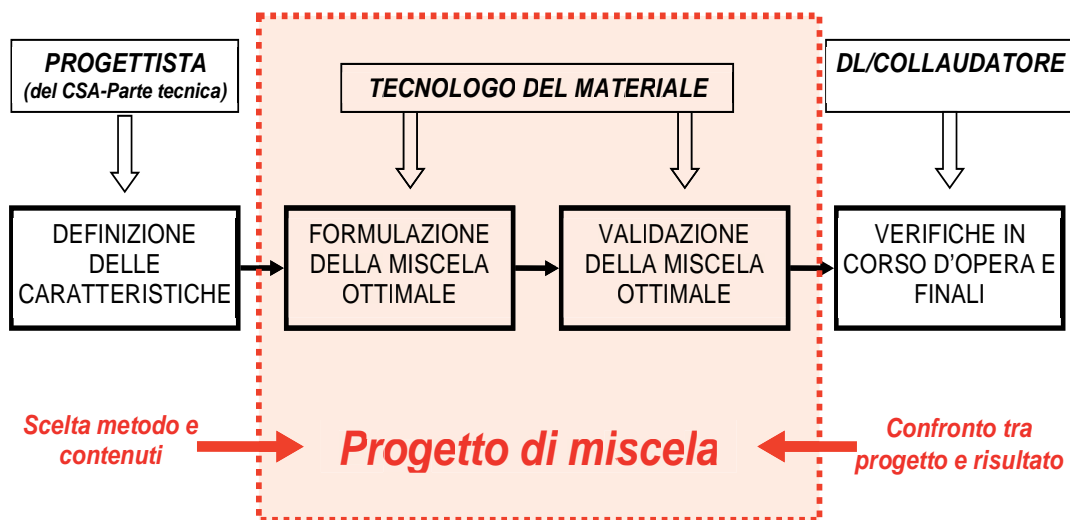 PROGETTISTA
(del CSA-Parte tecnica)
TECNOLOGO DEL MATERIALE
DL/COLLAUDATORE
DEFINIZIONE
DELLE
CARATTERISTICHE
FORMULAZIONE
DELLA MISCELA
OTTIMALE
VALIDAZIONE
DELLA MISCELA
OTTIMALE
VERIFICHE IN
CORSO D'OPERA E
FINALI
Scelta metodo e
contenuti
Progetto di miscela
Confronto tra
progetto e risultato